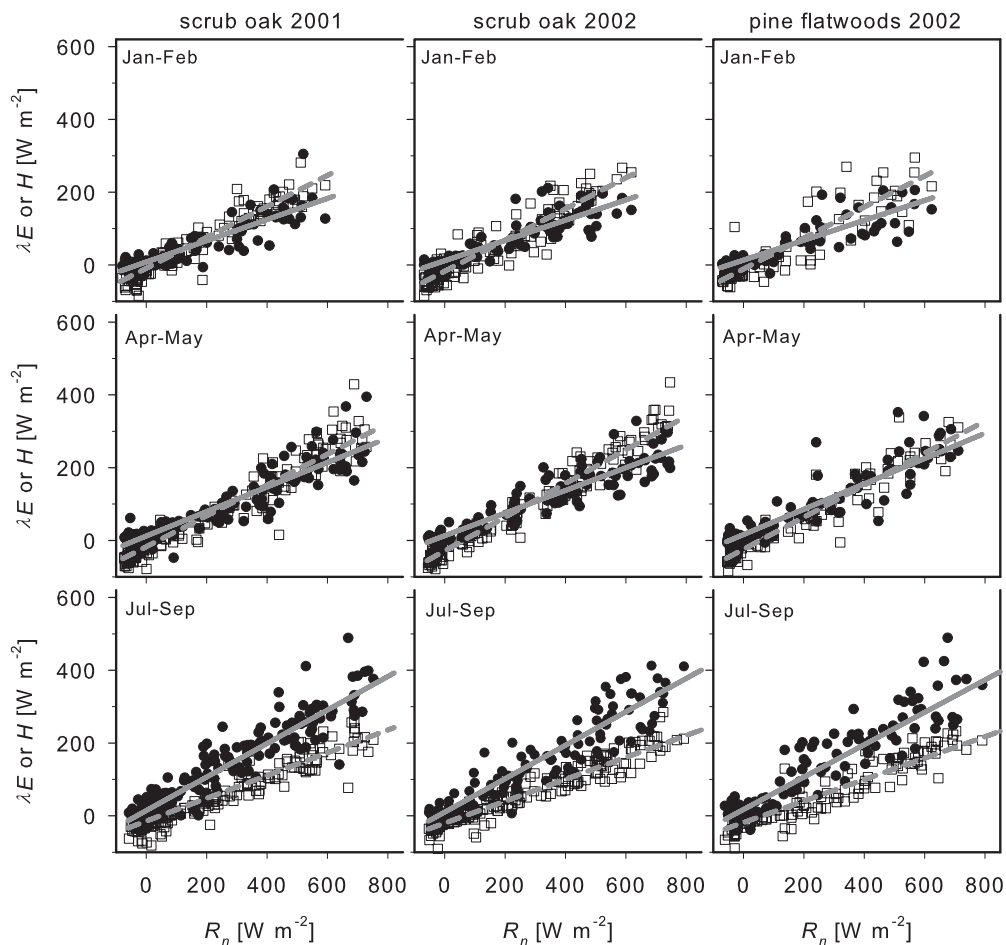 scrub oak 2001 scrub oak 2002 pine flatwoods 2002
600
400
200
0
λE or H [W m-2]
Jan-Feb Jan-Feb Jan-Feb
600
400
200
0
λE or H [W m-2]
Apr-May Apr-May Apr-May
600
400
200
0
λE or H [W m-2]
Jul-Sep Jul-Sep Jul-Sep
0 200 400 600 800 0 200 400 600 800 0 200 400 600 800
Rn [W m-2] Rn [W m-2] Rn [W m-2]